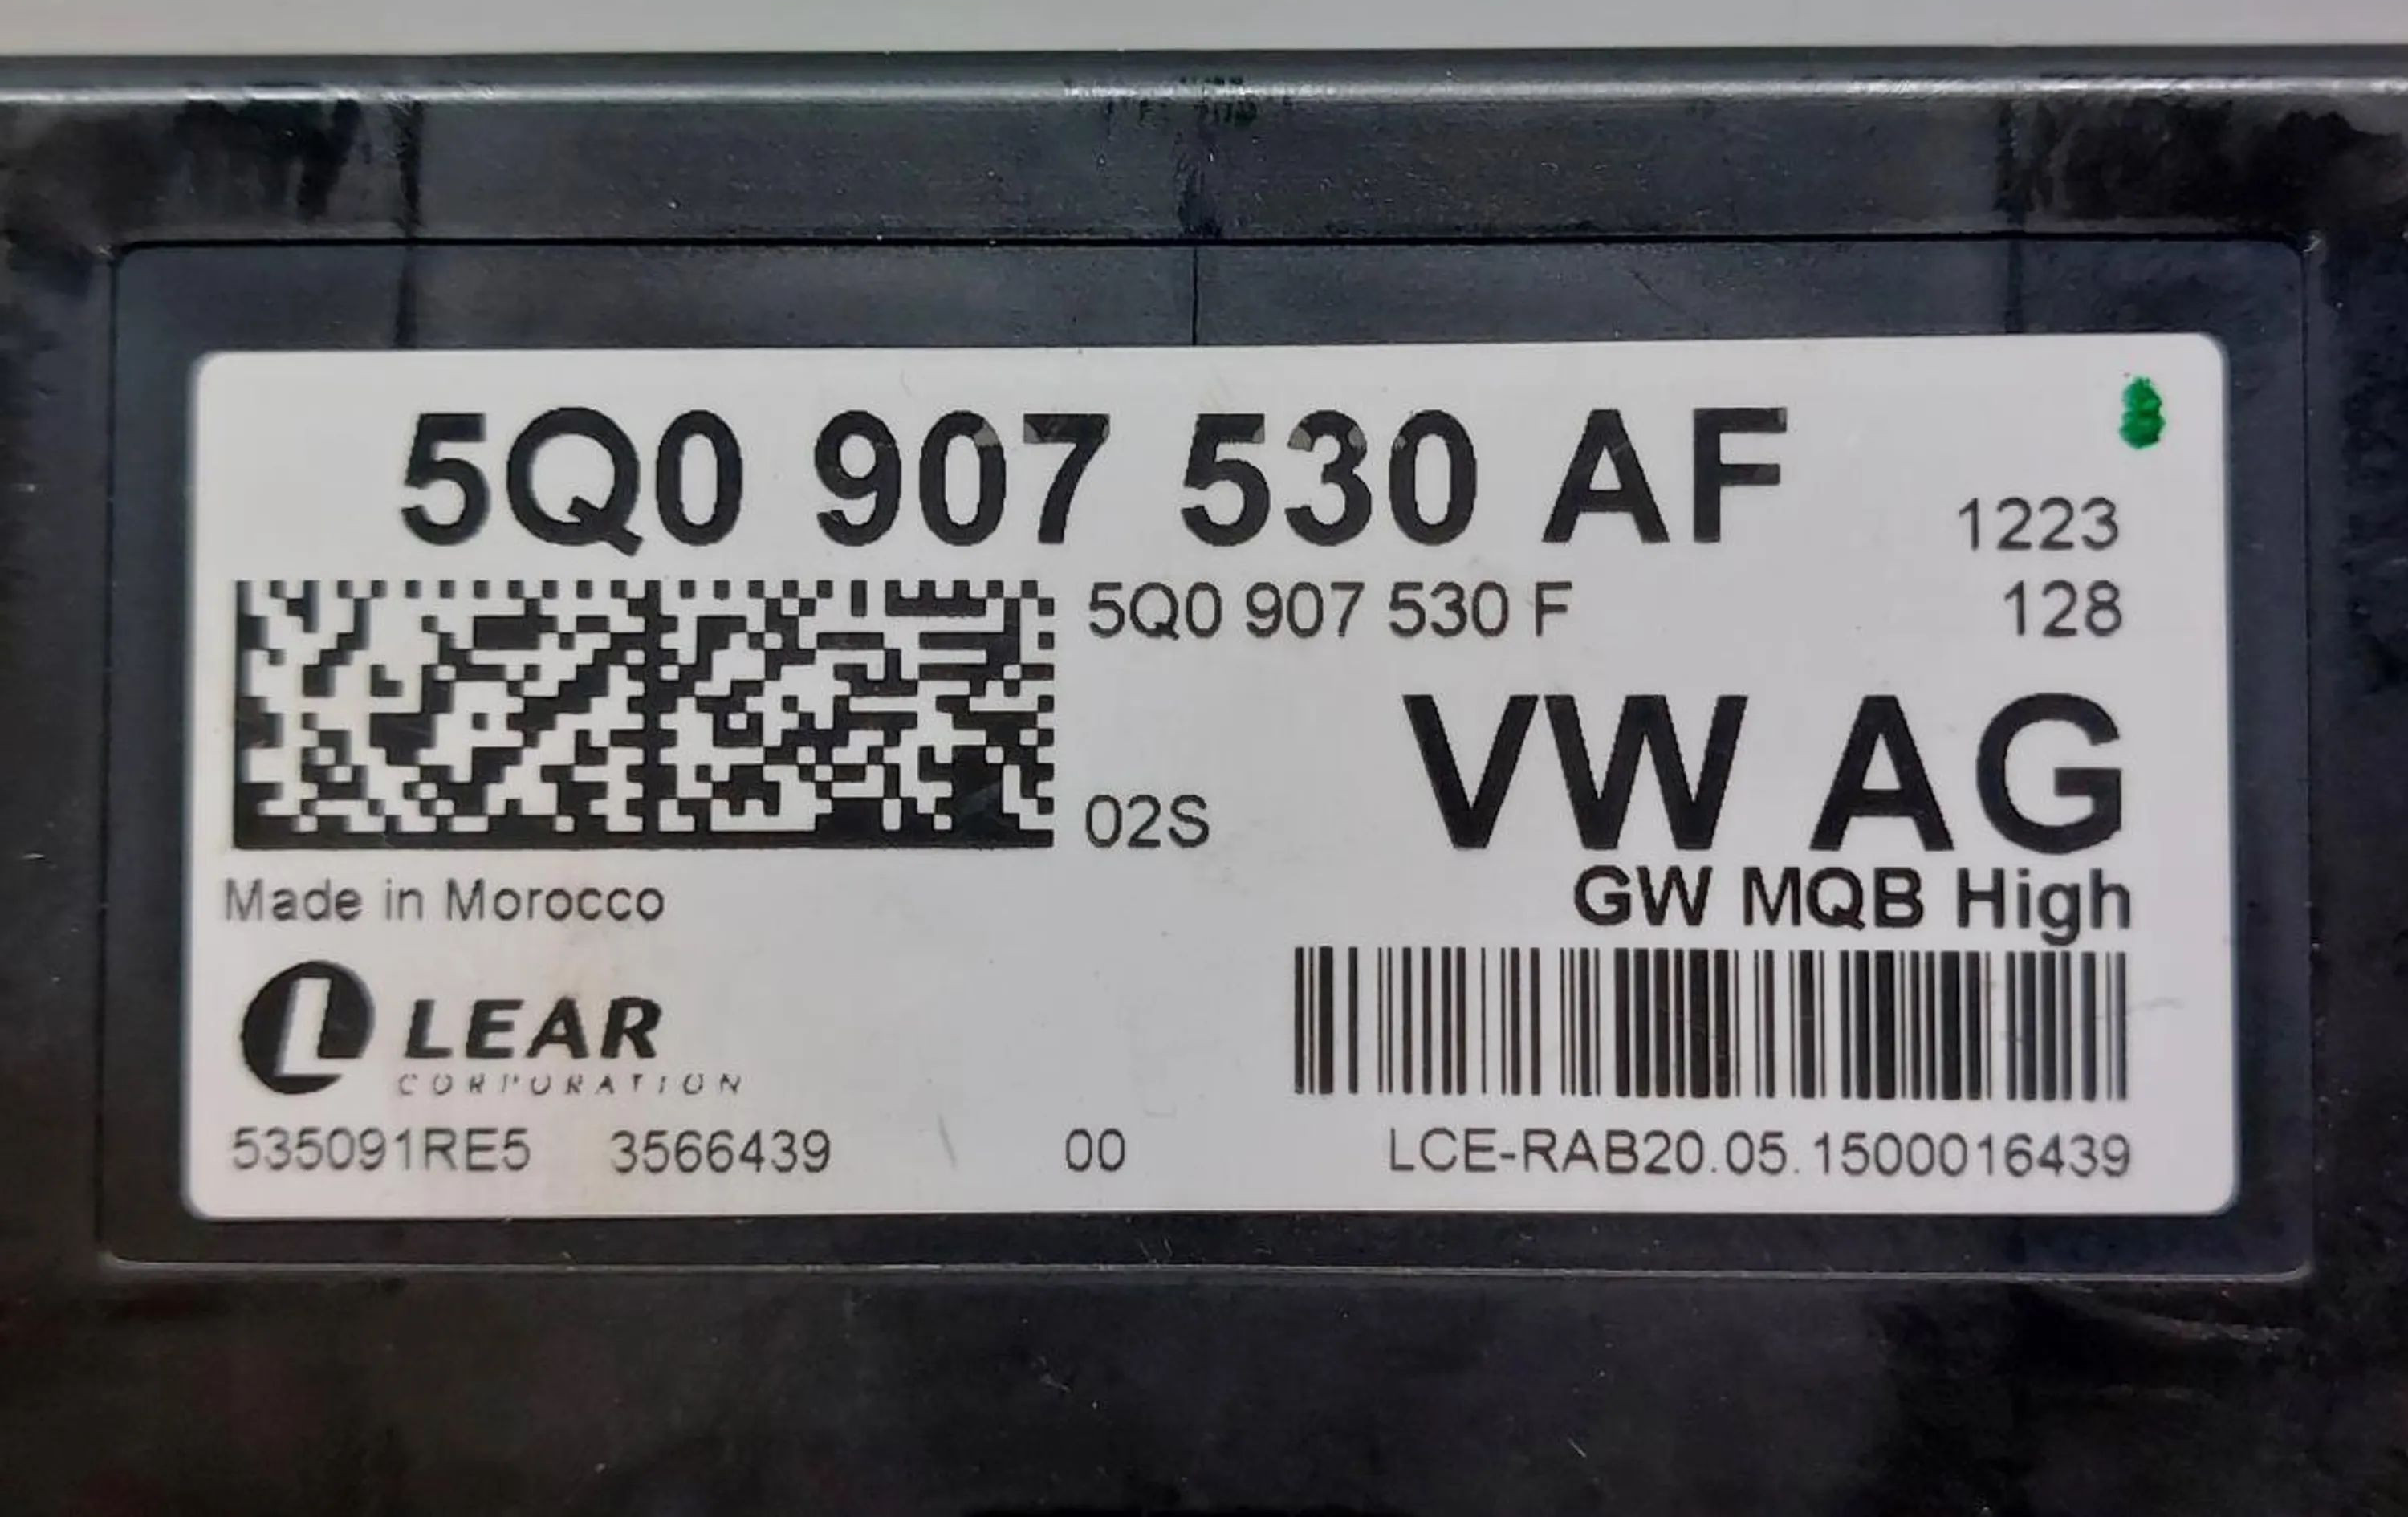 5Q0 907 530 AF
1223
5Q0 907 530 F
128
VW AG
02S
GW MQB High
Made in Morocco
L LEAR
CORPORATION
535091RE5 3566439 00 LCE-RAB20.05.1500016439